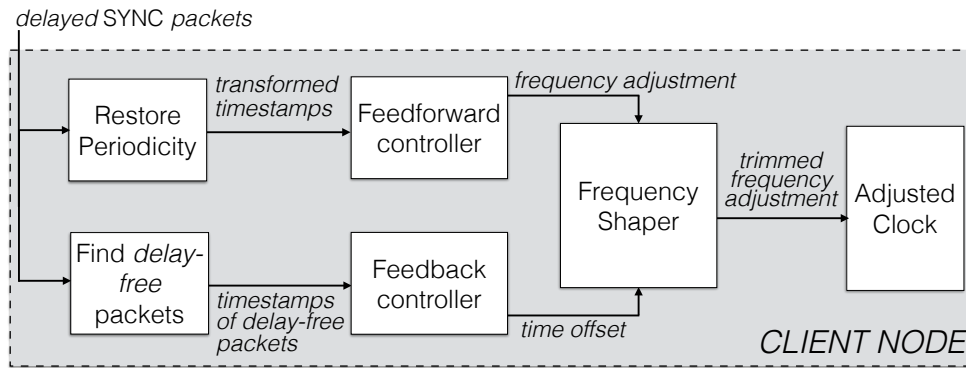 delayed SYNC packets
Restore
Periodicity
transformed
timestamps
Feedforward
controller
frequency adjustment
Frequency
Shaper
trimmed
frequency
adjustment
Adjusted
Clock
Find delay-
free
packets
timestamps
of delay-free
packets
Feedback
controller
time offset
CLIENT NODE